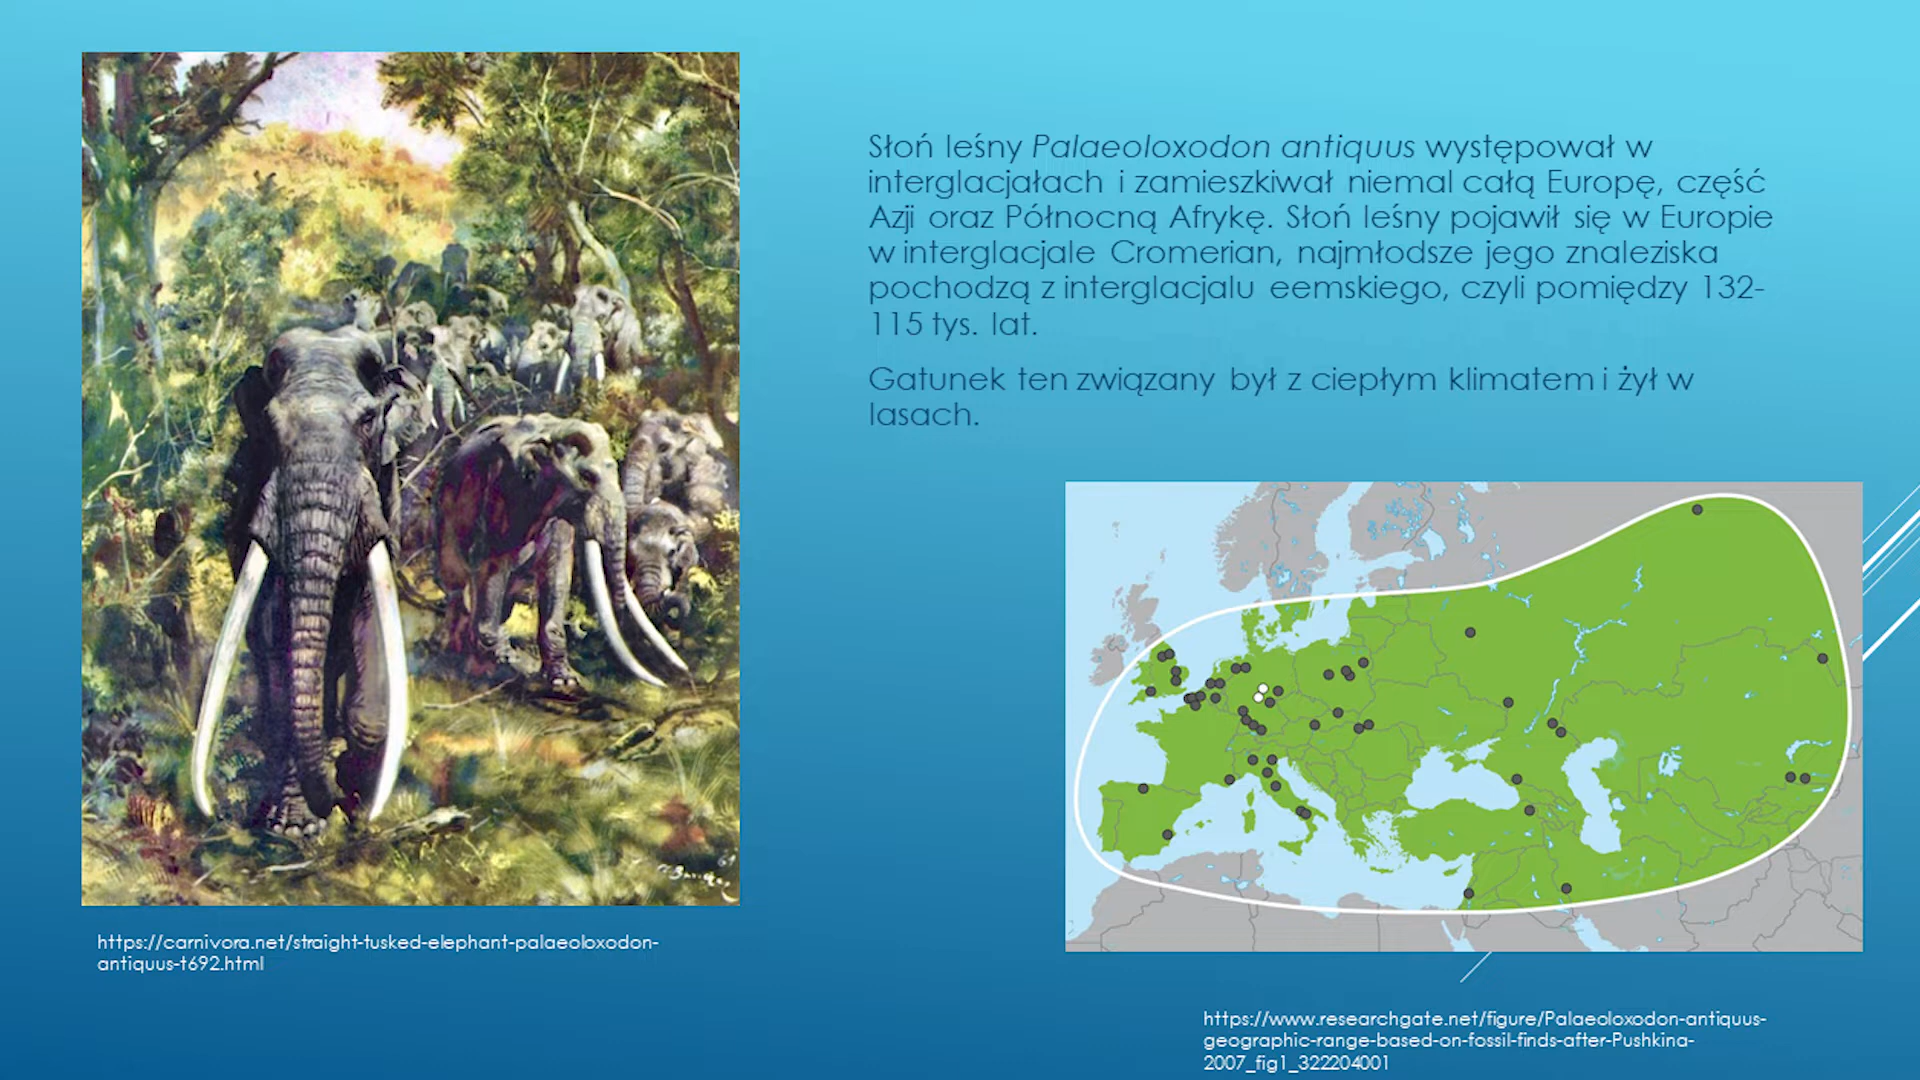 Słoń leśny Palaeoloxodon antiquus występował w
interglacjałach i zamieszkiwał niemal całą Europę, część
Azji oraz Północną Afrykę. Słoń leśny pojawił się w Europie
w interglacjale Cromerian, najmłodsze jego znaleziska
pochodzą z interglacjalu eemskiego, czyli pomiędzy 132-
115 tys. lat.
Gatunek ten związany był z ciepłym klimatem i żył w
lasach.
https://carnivora.net/straight-tusked-elephant-palaeoloxodon-
antiquus-t692.html
https://www.researchgate.net/figure/Palaeoloxodon-antiquus-
geographic-range-based-on-fossil-finds-after-Pushkina-
2007_fig1_322204001